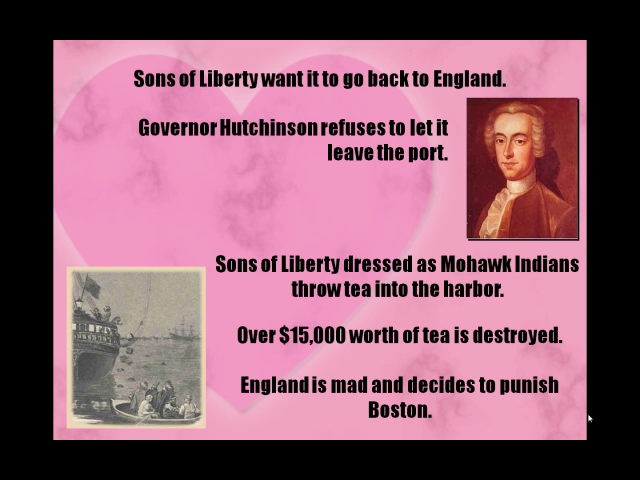 Sons of Liberty want it to go back to England.
Governor Hutchinson refuses to let it
leave the port.
Sons of Liberty dressed as Mohawk Indians
throw tea into the harbor.
Over $15,000 worth of tea is destroyed.
England is mad and decides to punish
Boston.